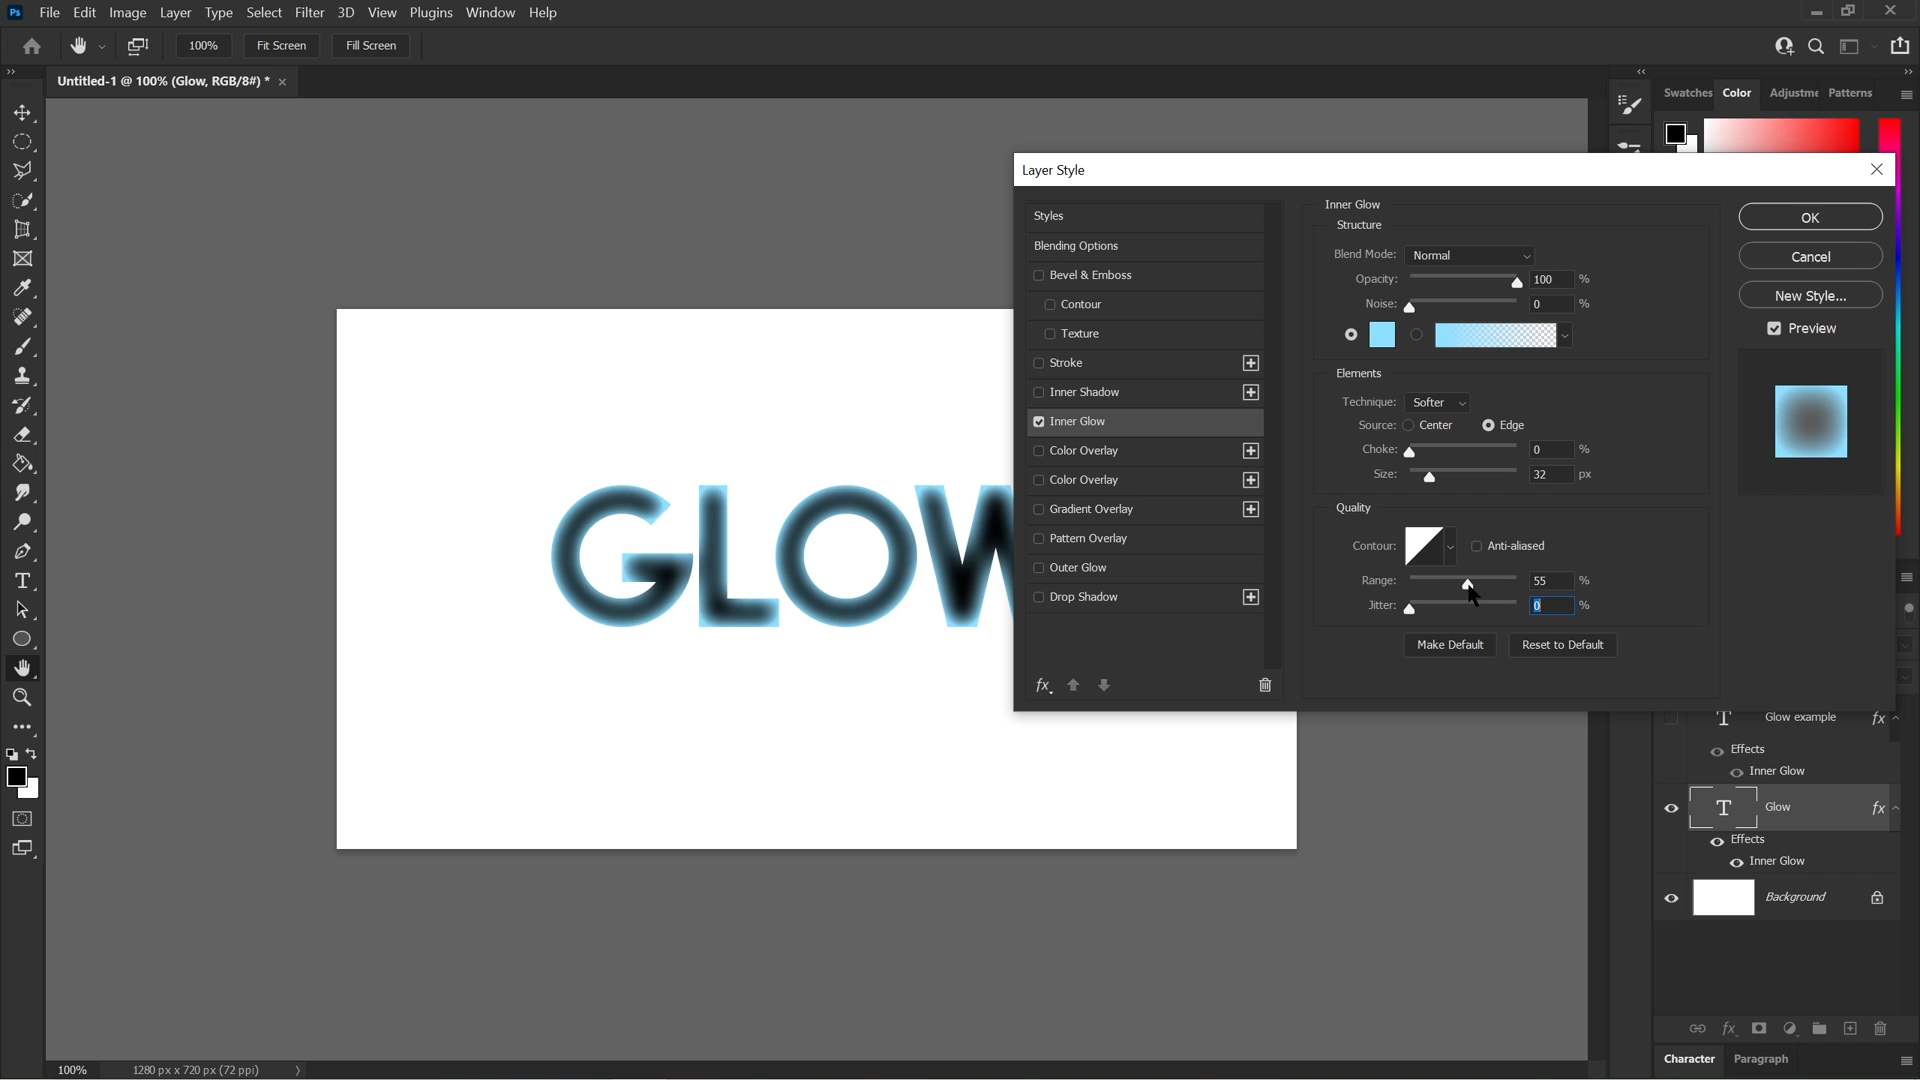 Ps File Edit Image Layer Type Select Filter 3D View Plugins Window Help
100% Fit Screen Fill Screen
Untitled-1 @ 100% (Glow, RGB/8#) * ×
Swatches Color Adjustme Patterns
Layer Style
Styles
Blending Options
Bevel & Emboss
Contour
Texture
Stroke
Inner Shadow
Inner Glow
Color Overlay
Color Overlay
Gradient Overlay
Pattern Overlay
Outer Glow
Drop Shadow
fx
Inner Glow
Structure
Blend Mode: Normal
Opacity: 100 %
Noise: 0 %
Elements
Technique: Softer
Source: Center Edge
Choke: 0 %
Size: 32 px
Quality
Contour: Anti-aliased
Range: 55 %
Jitter: 0 %
Make Default Reset to Default
OK
Cancel
New Style...
Preview
GLOW
T Glow example fx
Effects
Inner Glow
T Glow fx
Effects
Inner Glow
Background
fx
Character Paragraph
100% 1280 px x 720 px (72 ppi)